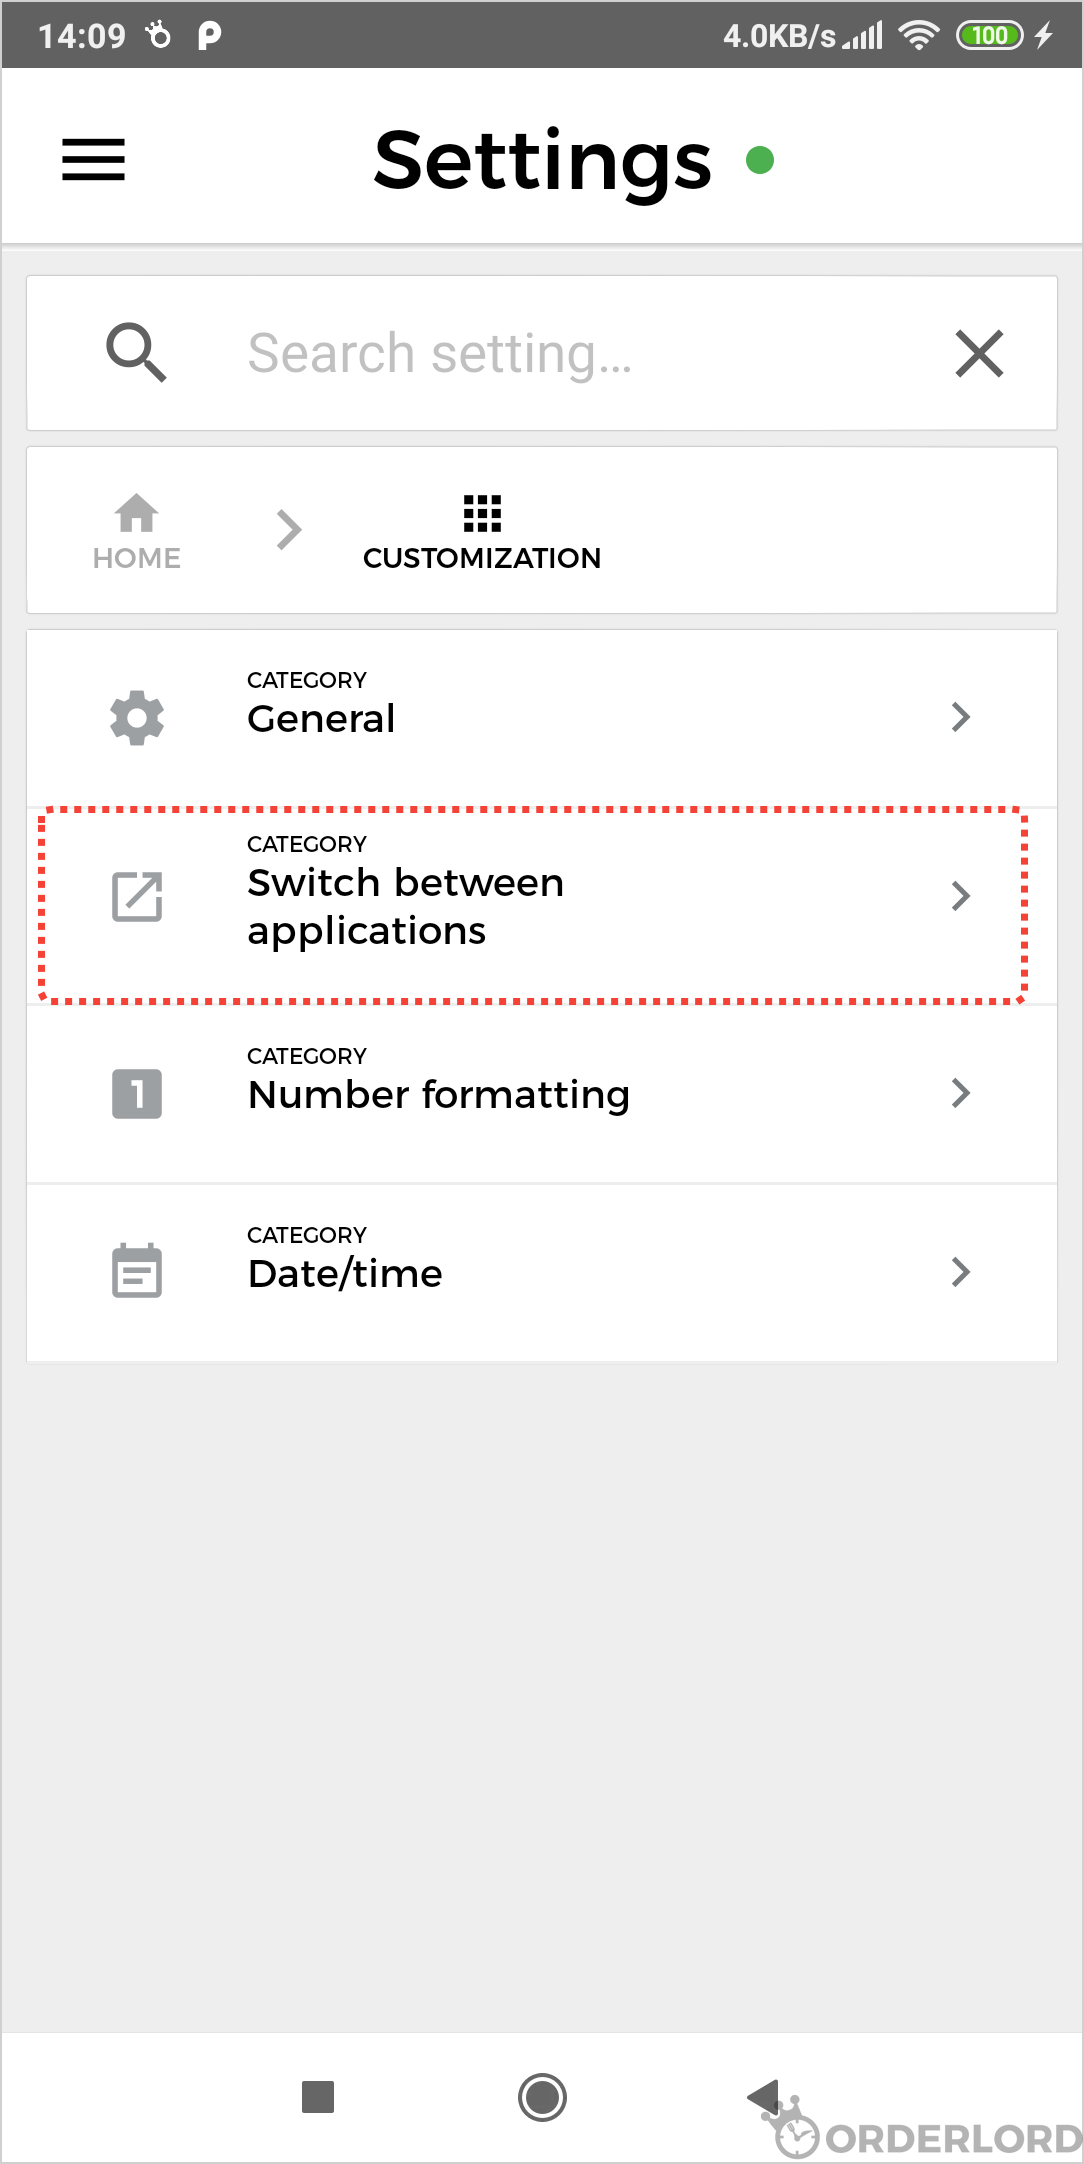 14:09 4.0KB/s 100
Settings
Search setting...
HOME
CUSTOMIZATION
CATEGORY
General
CATEGORY
Switch between
applications
1
CATEGORY
Number formatting
CATEGORY
Date/time
ORDERLORD